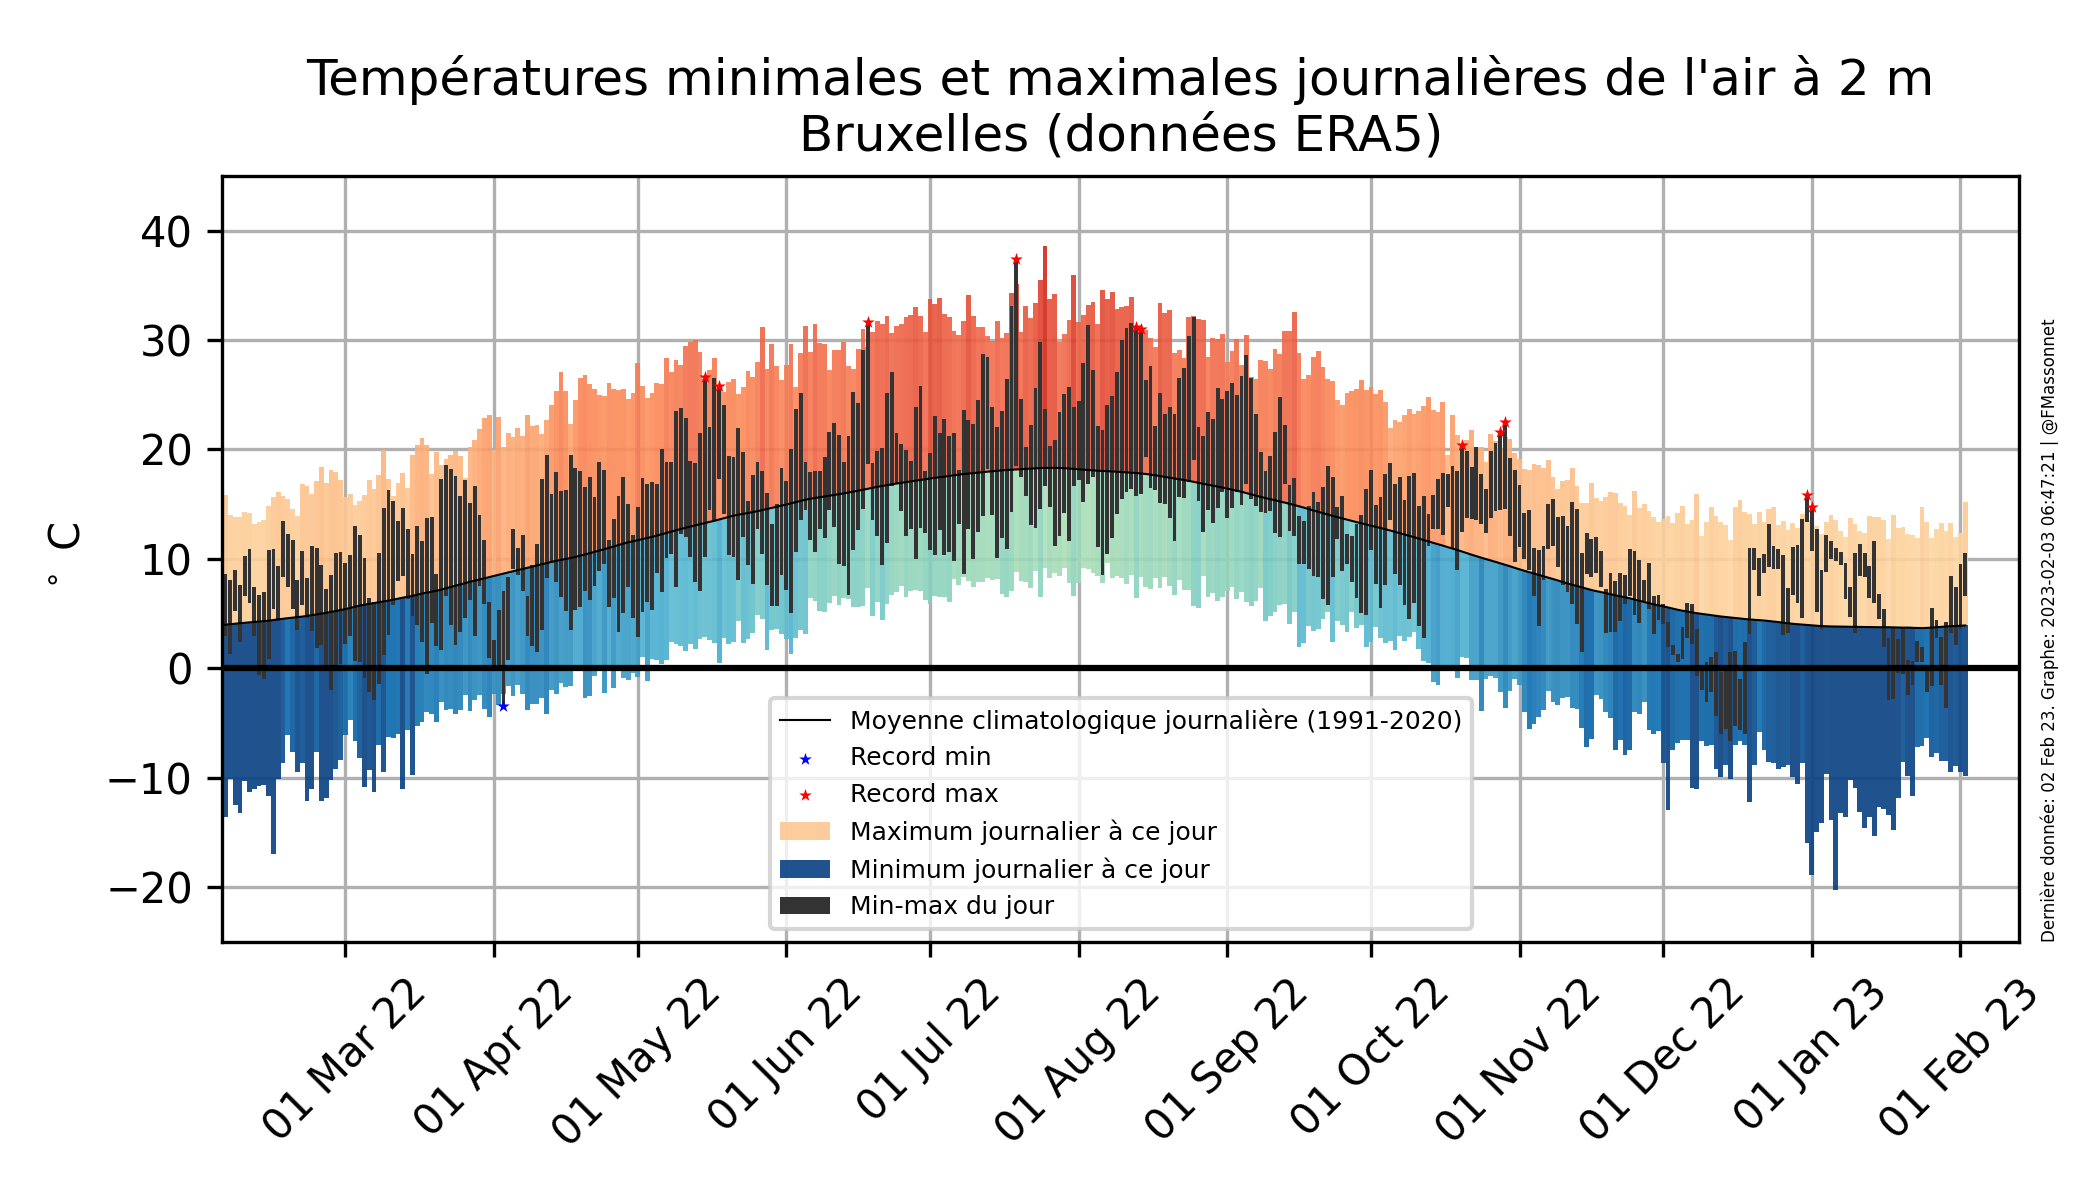 Températures minimales et maximales journalières de l'air à 2 m
Bruxelles (données ERA5)
° C
40
30
20
10
0
−10
−20
Moyenne climatologique journalière (1991-2020)
Record min
Record max
Maximum journalier à ce jour
Minimum journalier à ce jour
Min-max du jour
01 Mar 22
01 Apr 22
01 May 22
01 Jun 22
01 Jul 22
01 Aug 22
01 Sep 22
01 Oct 22
01 Nov 22
01 Dec 22
01 Jan 23
01 Feb 23
Dernière donnée: 02 Feb 23. Graphe: 2023-02-03 06:47:21 | @FMassonnet